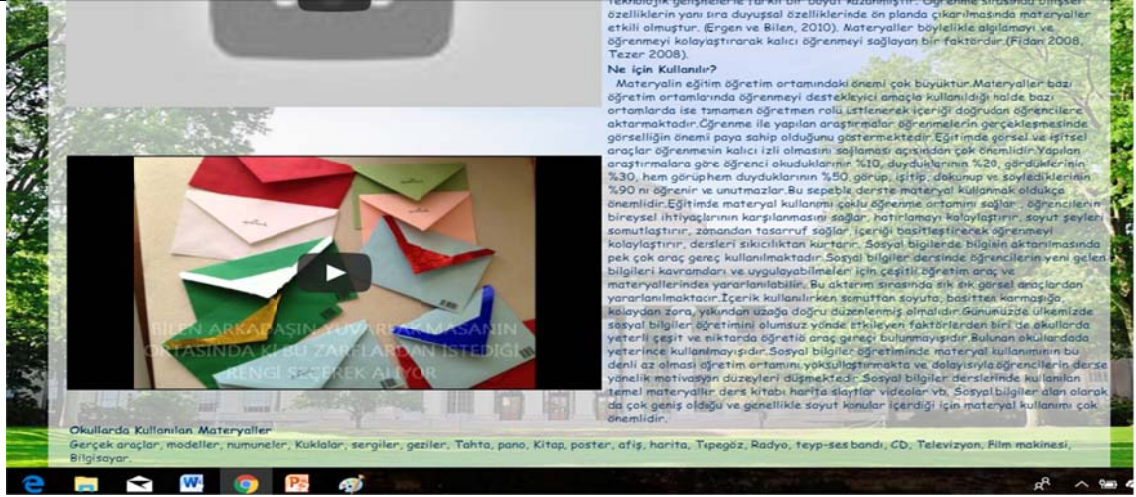 Teknolojik gelişmelerle farklı bir boyut kazanmıştır. Öğrenme sırasında bilişsel
özelliklerin yanı sıra duyuşsal özelliklerinde ön planda çıkarılmasında materyaller
etkili olmuştur. (Ergen ve Bilen, 2010). Materyaller böylelikle algılamayı ve
öğrenmeyi kolayaştırarak kalıcı öğrenmeyi sağlayan bir faktördür.(Fidan 2008,
Tezer 2008).
Ne için Kullanılır?
Materyalin eğitim öğretim ortamındaki önemi çok büyüktür.Materyaller bazı
öğretim ortamlarında öğrenmeyi destekleyici amaçla kullanıldığı halde bazı
ortamlarda ise tamamen öğretmen rolü üstlenerek içeriği doğrudan öğrencilere
aktarmaktadır.Öğrenme ile yapılan araştırmalar öğrenmelerin gerçekleşmesinde
görselliğin önemi paya sahip olduğunu göstermektedir.Eğitimde görsel ve işitsel
araçlar öğrenmenin kalıcı izli olmasını sağlaması açısından çok önemlidir.Yapılan
araştırmalara göre öğrenci okuduklarının %10, duyduklarının %20, gördüklerinin
%30, hem görüphem duyduklarının %50 görüp, işitip, dokunup ve söylediklerinin
%90 nı öğrenir ve unutmazlar.Bu sepeble derste materyal kullanmak oldukça
önemlidir.Eğitimde materyal kullanımı çoklu öğrenme ortamını sağlar , öğrencilerin
bireysel ihtiyaçlarının karşılanmasını sağlar, hatırlamayı kolaylaştırır, soyut şeyleri
somutlaştırır, zamandan tasarruf sağlar, içeriği basitleştirerek öğrenmeyi
kolaylaştırır, dersleri sıkıcılıktan kurtarır. Sosyal bigilerde bilginin aktarılmasında
pek çok araç gereç kullanılmaktadır.Sosyal bilgiler dersinde öğrencilerin yeni gelen
bilgileri kavramdarı ve uygulayabilmeleri için çeşitli öğretim araç ve
materyallerinden yararlanılabilir. Bu aktarım sırasında sık sık görsel araçlardan
yararlanılmaktadır.İçerik kullanılırken somuttan soyuta, basitten karmaşığa,
kolaydan zora, yakından uzağa doğru düzenlenmiş olmalıdır.Günümüzde ülkemizde
sosyal bilgiler öğretimini olumsuz yönde etkileyen faktörlerden biri de okullarda
yeterli çeşit ve niktarda öğretio araç gereçi bulunmayışıdır.Bulunan okullardada
yeterince kullanılmayışıdır.Sosyal bilgiler öğretiminde materyal kullanımının bu
denli az olması öğretim ortamını yoksullaştırmakta ve dolayısıyla öğrencilerin derse
yönelik motivasyon düzeyleri düşmektedir.Sosyal bilgiler derslerinde kullanılan
temel materyallır ders kitabı harita slaytlar videolar vb. Sosyal bilgiler alan olarak
da çok geniş olduğu ve genellikle soyut konular içerdiği için materyal kullanımı çok
önemlidir.
BİLEN ARKADAŞIN YUVARLAK MASANIN
ORTASINDA Kİ BU ZARFLARDAN İSTEDİĞİ
RENGİ SEÇEREK ALIYOR
Okullarda Kullanılan Materyaller
Gerçek araçlar, modeller, numuneler, Kuklalar, sergiler, geziler, Tahta, pano, Kitap, poster, afiş, harita, Tepegöz, Radyo, teyp-ses bandı, CD, Televizyon, Film makinesi,
Bilgisayar.